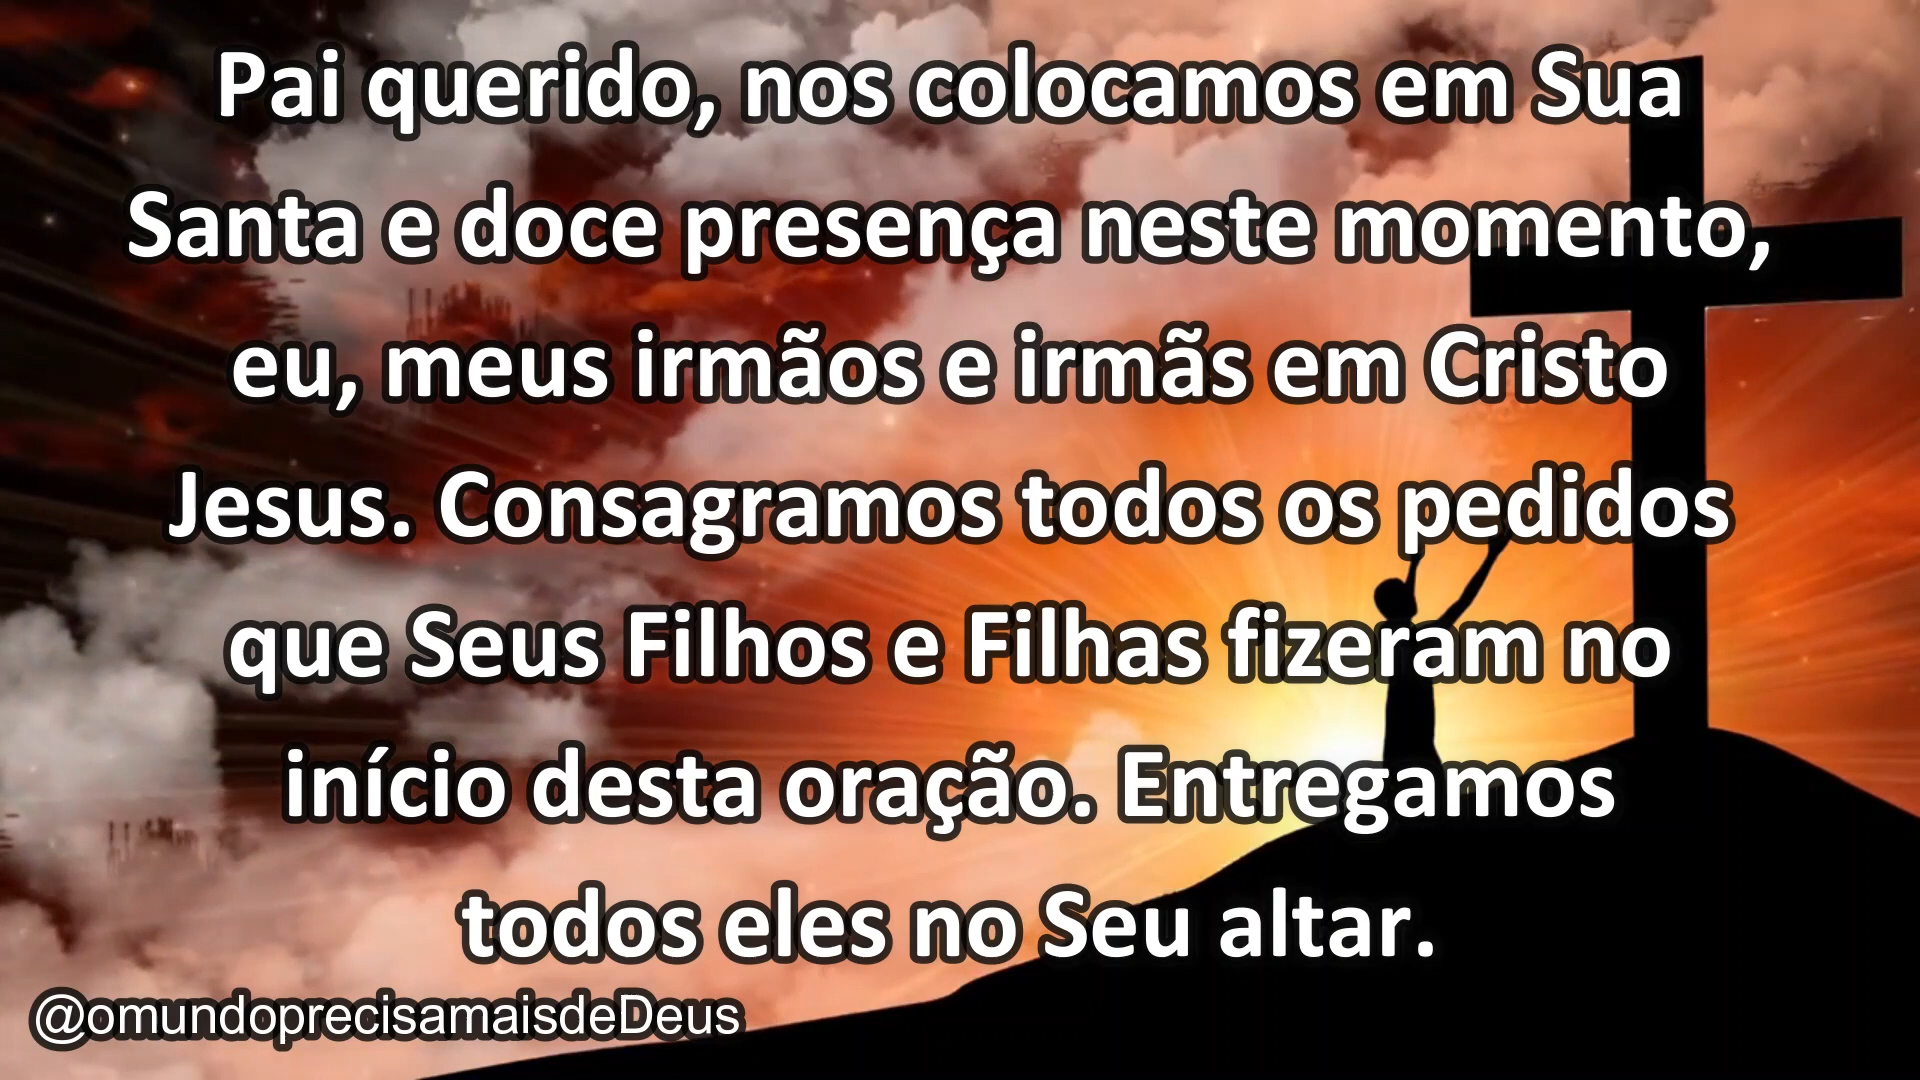 Pai querido, nos colocamos em Sua
Santa e doce presença neste momento,
eu, meus irmãos e irmãs em Cristo
Jesus. Consagramos todos os pedidos
que Seus Filhos e Filhas fizeram no
início desta oração. Entregamos
todos eles no Seu altar.
@omundoprecisamaisdeDeus